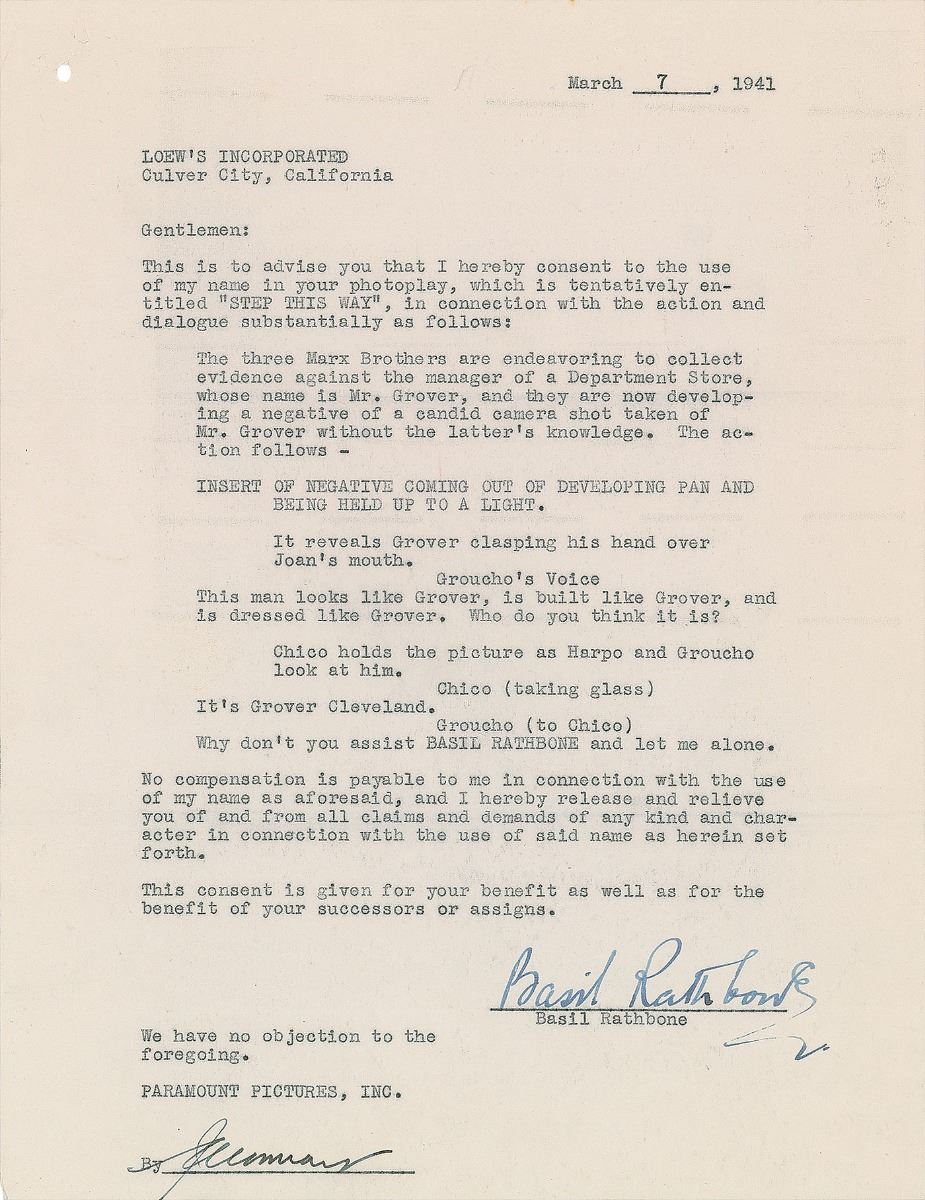 March 7, 1941
LOEW'S INCORPORATED
Culver City, California
Gentlemen:
This is to advise you that I hereby consent to the use
of my name in your photoplay, which is tentatively en-
titled "STEP THIS WAY", in connection with the action and
dialogue substantially as follows:
The three Marx Brothers are endeavoring to collect
evidence against the manager of a Department Store,
whose name is Mr. Grover, and they are now develop-
ing a negative of a candid camera shot taken of
Mr. Grover without the latter's knowledge. The ac-
tion follows -
INSERT OF NEGATIVE COMING OUT OF DEVELOPING PAN AND
BEING HELD UP TO A LIGHT.
It reveals Grover clasping his hand over
Joan's mouth.
Groucho's Voice
This man looks like Grover, is built like Grover, and
is dressed like Grover. Who do you think it is?
Chico holds the picture as Harpo and Groucho
look at him.
Chico (taking glass)
It's Grover Cleveland.
Groucho (to Chico)
Why don't you assist BASIL RATHBONE and let me alone.
No compensation is payable to me in connection with the use
of my name as aforesaid, and I hereby release and relieve
you of and from all claims and demands of any kind and char-
acter in connection with the use of said name as herein set
forth.
This consent is given for your benefit as well as for the
benefit of your successors or assigns.
Basil Rathbone
Basil Rathbone
We have no objection to the
foregoing.
PARAMOUNT PICTURES, INC.
By